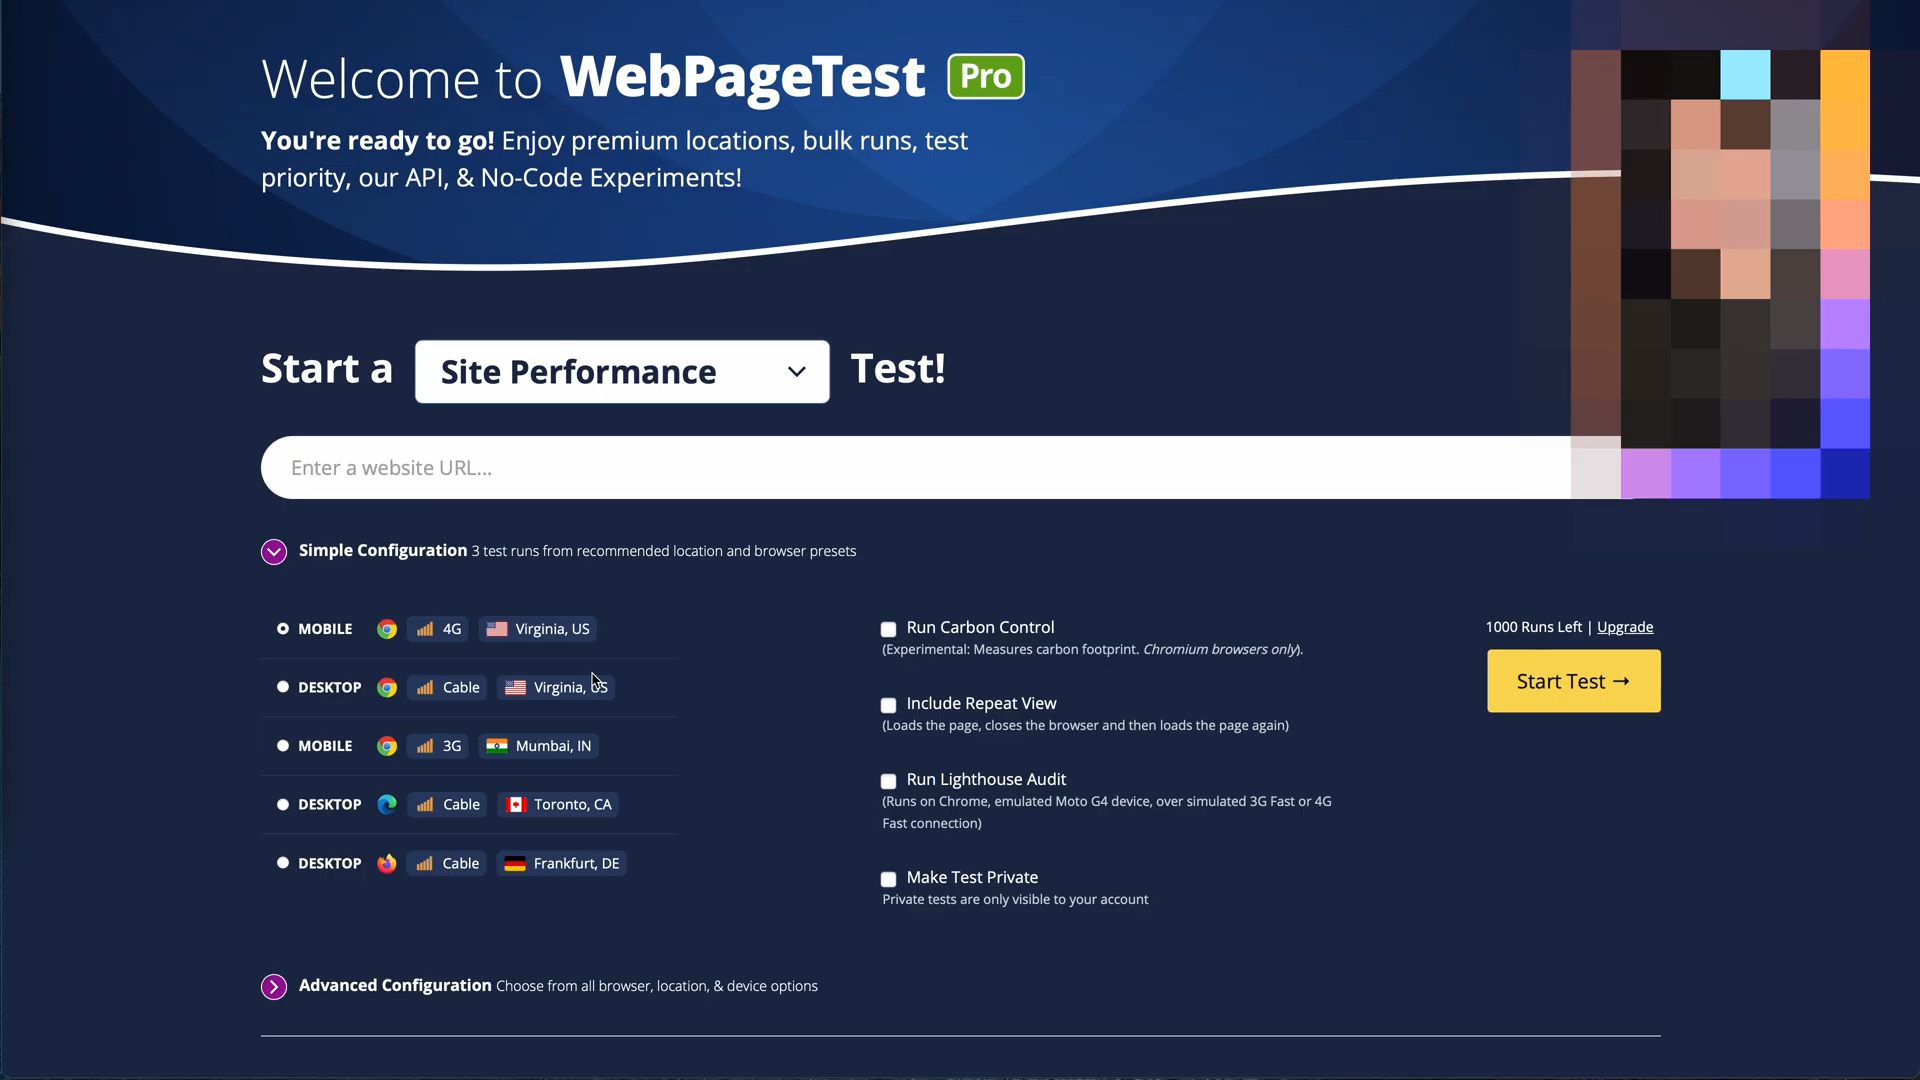 Welcome to WebPageTest Pro
You're ready to go! Enjoy premium locations, bulk runs, test
priority, our API, & No-Code Experiments!
Start a Site Performance Test!
Enter a website URL...
Simple Configuration 3 test runs from recommended location and browser presets
MOBILE 4G Virginia, US
DESKTOP Cable Virginia, US
MOBILE 3G Mumbai, IN
DESKTOP Cable Toronto, CA
DESKTOP Cable Frankfurt, DE
Run Carbon Control
(Experimental: Measures carbon footprint. Chromium browsers only).
Include Repeat View
(Loads the page, closes the browser and then loads the page again)
Run Lighthouse Audit
(Runs on Chrome, emulated Moto G4 device, over simulated 3G Fast or 4G
Fast connection)
Make Test Private
Private tests are only visible to your account
1000 Runs Left | Upgrade
Start Test →
Advanced Configuration Choose from all browser, location, & device options